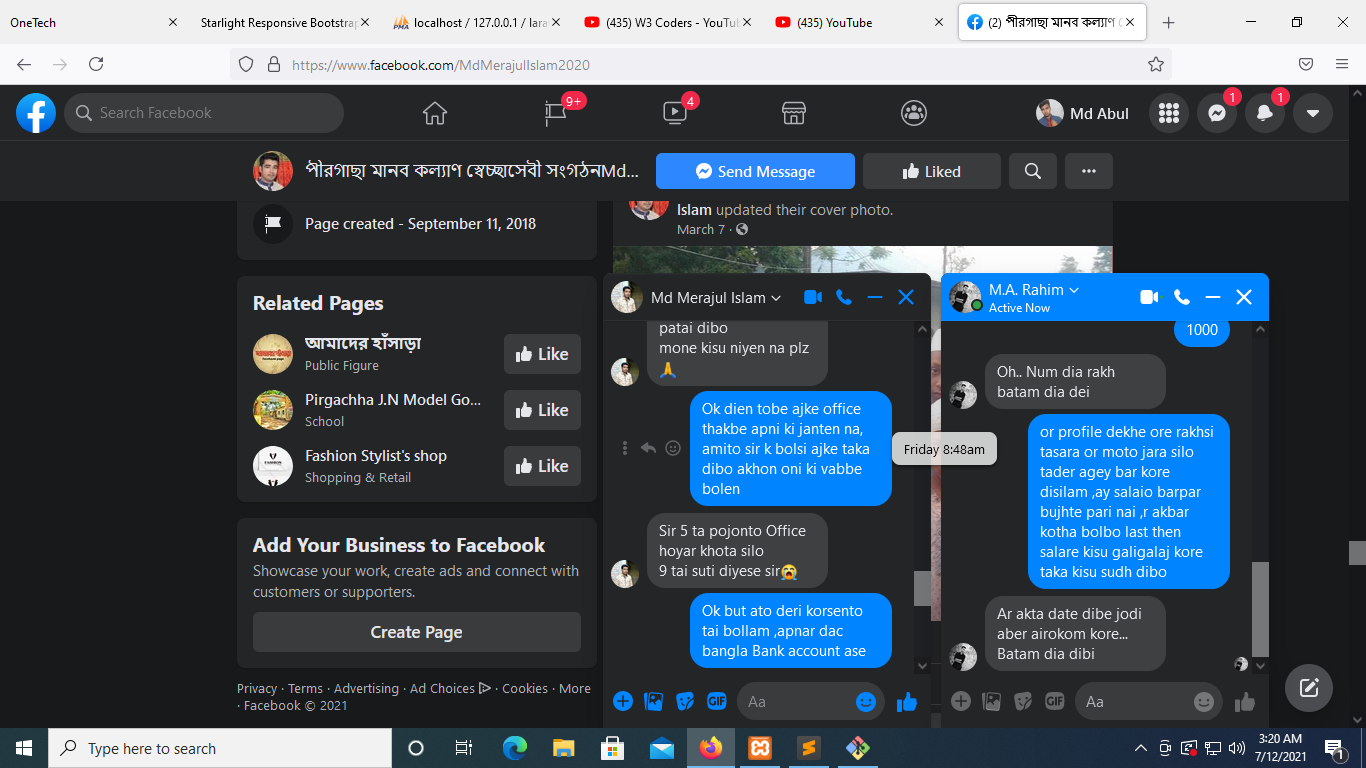 OneTech
Starlight Responsive Bootstrap
localhost / 127.0.0.1 / lara
(435) W3 Coders - YouTub
(435) YouTube
(2) পীরগাছা মানব কল্যাণ
https://www.facebook.com/MdMerajulIslam2020
Search Facebook
9+
4
Md Abul
1
1
পীরগাছা মানব কল্যাণ স্বেচ্ছাসেবী সংগঠনMd...
Send Message
Liked
Page created - September 11, 2018
Islam updated their cover photo.
March 7 ·
Related Pages
আমাদের হাঁসাড়া
Public Figure
Like
Pirgachha J.N Model Go...
School
Like
Fashion Stylist's shop
Shopping & Retail
Like
Add Your Business to Facebook
Showcase your work, create ads and connect with
customers or supporters.
Create Page
Privacy · Terms · Advertising · Ad Choices · Cookies · More
· Facebook © 2021
Md Merajul Islam
patai dibo
mone kisu niyen na plz
🙏
Ok dien tobe ajke office
thakbe apni ki janten na,
amito sir k bolsi ajke taka
dibo akhon oni ki vabbe
bolen
Friday 8:48am
Sir 5 ta pojonto Office
hoyar khota silo
9 tai suti diyese sir😭
Ok but ato deri korsento
tai bollam ,apnar dac
bangla Bank account ase
GIF
Aa
M.A. Rahim
Active Now
1000
Oh.. Num dia rakh
batam dia dei
or profile dekhe ore rakhsi
tasara or moto jara silo
tader agey bar kore
disilam ,ay salaio barpar
bujhte pari nai ,r akbar
kotha bolbo last then
salare kisu galigalaj kore
taka kisu sudh dibo
Ar akta date dibe jodi
aber airokom kore...
Batam dia dibi
GIF
Aa
Type here to search
3:20 AM
7/12/2021
1